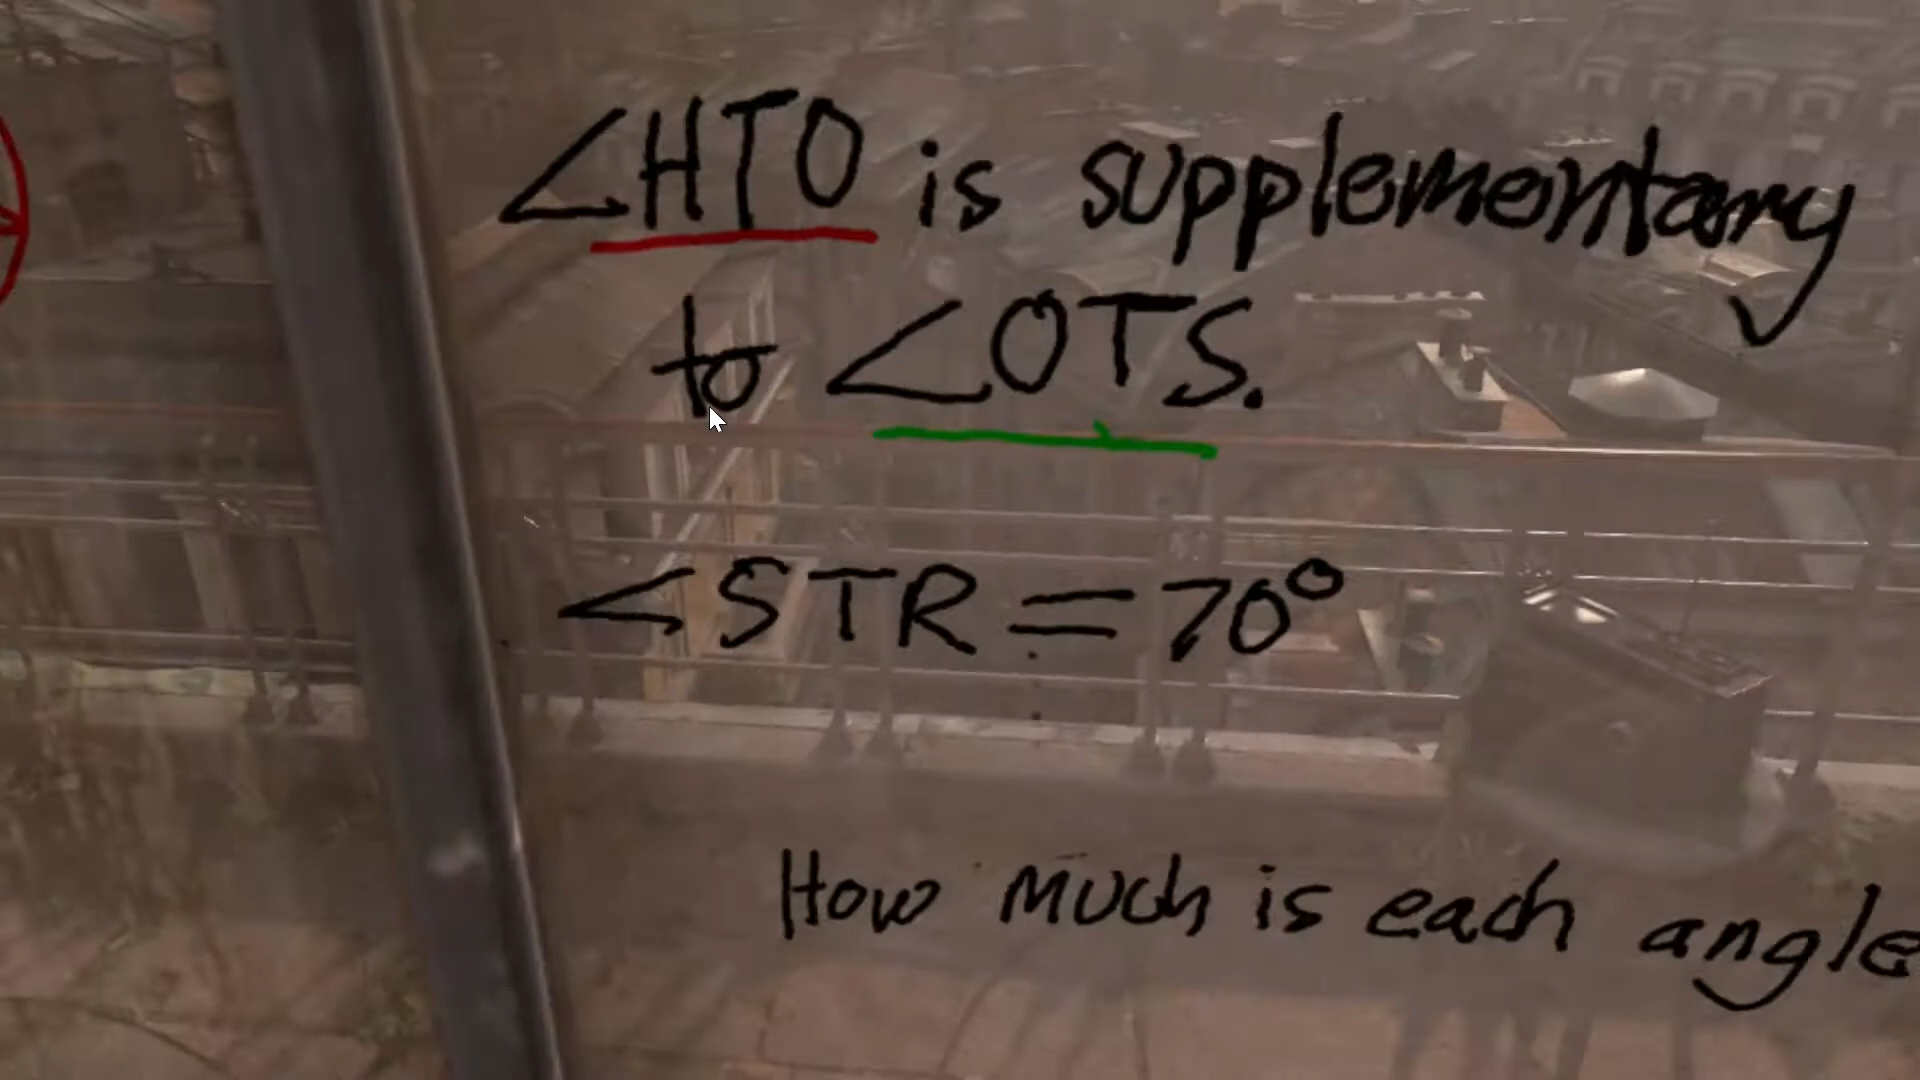 ∠HTO is supplementary
to ∠OTS.
∠STR = 70°
How much is each angle